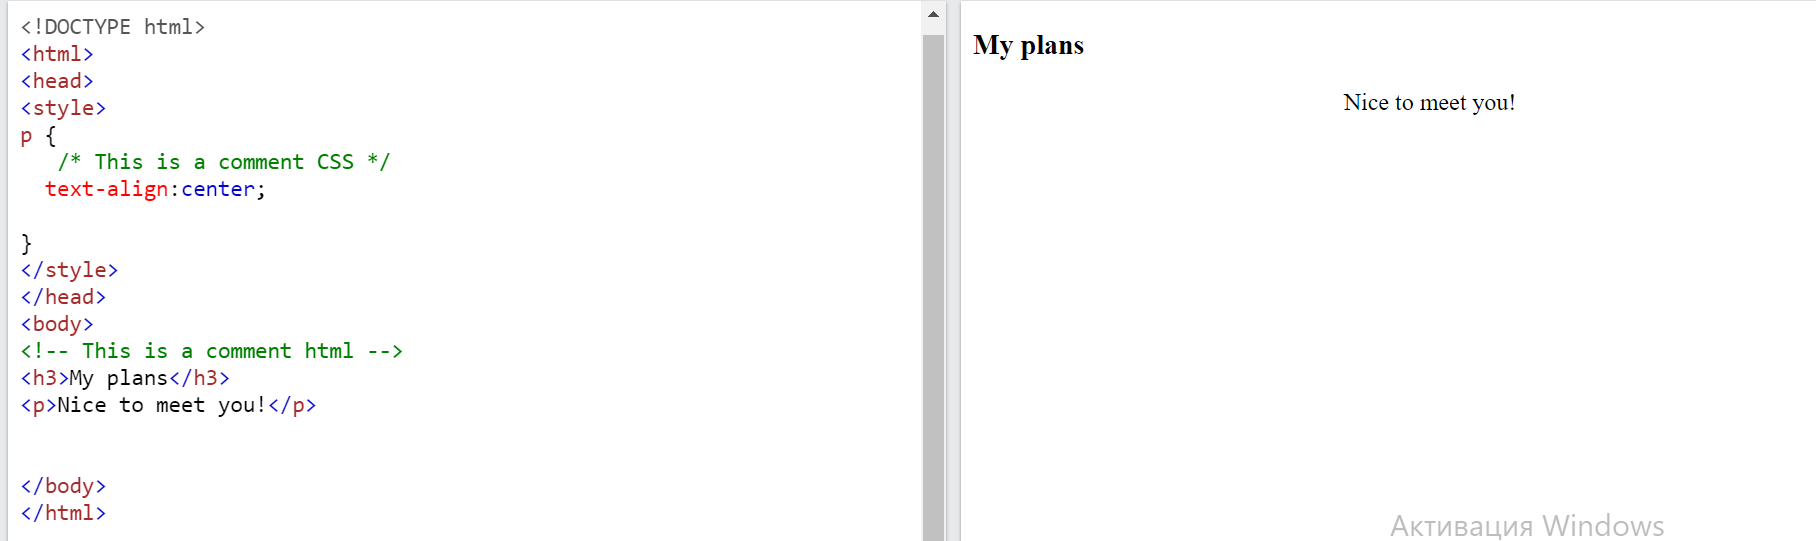 <!DOCTYPE html>
<html>
<head>
<style>
p {
   /* This is a comment CSS */
  text-align:center;
}
</style>
</head>
<body>
<!-- This is a comment html -->
<h3>My plans</h3>
<p>Nice to meet you!</p>
</body>
</html>
My plans
Nice to meet you!
Активация Windows